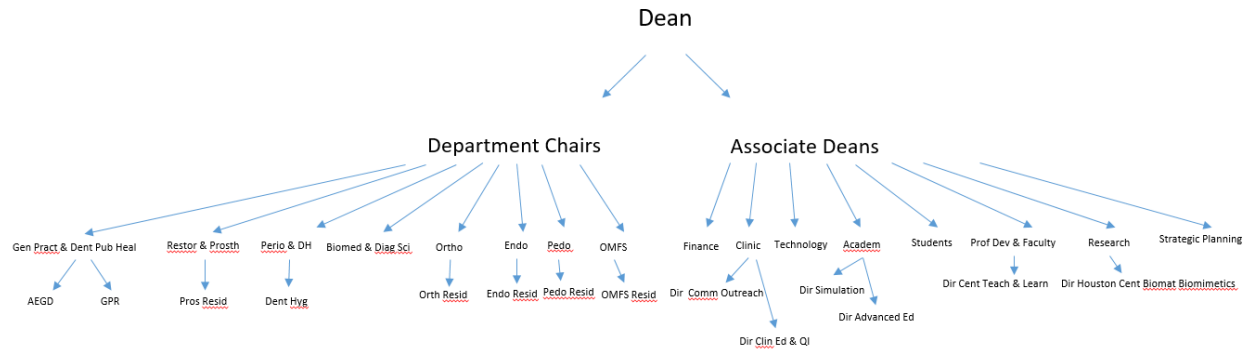 Dean
Department Chairs
Associate Deans
Gen Pract & Dent Pub Heal
Restor & Prosth
Perio & DH
Biomed & Diag Sci
Ortho
Endo
Pedo
OMFS
Finance
Clinic
Technology
Academ
Students
Prof Dev & Faculty
Research
Strategic Planning
AEGD
GPR
Pros Resid
Dent Hyg
Orth Resid
Endo Resid
Pedo Resid
OMFS Resid
Dir Comm Outreach
Dir Simulation
Dir Cent Teach & Learn
Dir Houston Cent Biomat Biomimetics
Dir Advanced Ed
Dir Clin Ed & QI